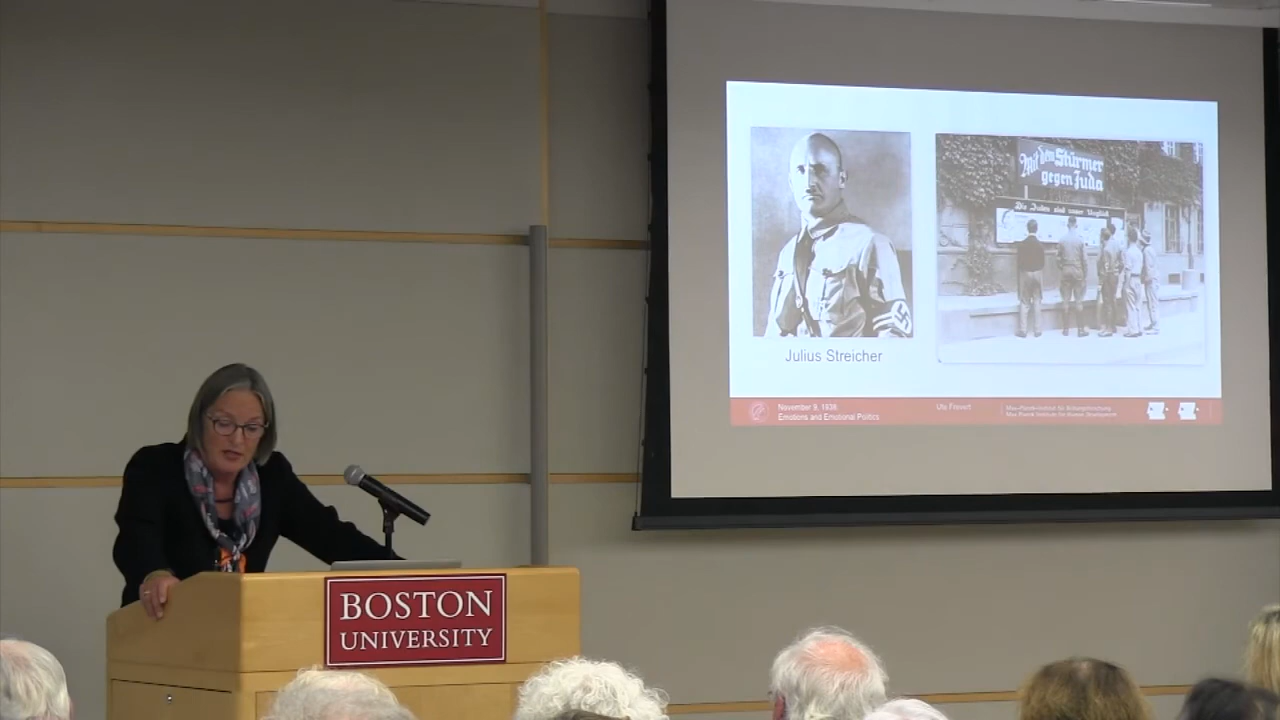 Mit dem Stürmer
gegen Juda
Die Juden sind unser Unglück
Julius Streicher
November 9, 1938
Emotions and Emotional Politics
Ute Frevert
Max-Planck-Institut für Bildungsforschung
Max Planck Institute for Human Development
BOSTON
UNIVERSITY